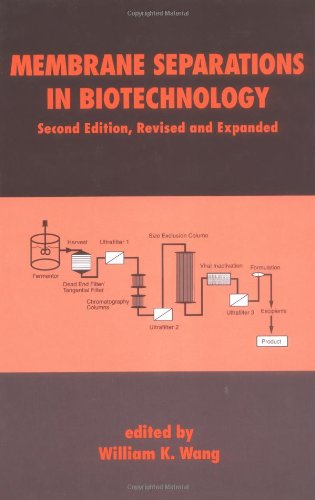 MEMBRANE SEPARATIONS
IN BIOTECHNOLOGY
Second Edition, Revised and Expanded
Size Exclusion Column
Harvest
Ultrafilter 1
Viral Inactivation
Formulation
Fermentor
Dead End Filter/
Tangential Filter
Chromatography
Columns
Ultrafilter 2
Ultrafilter 3
Excipients
Product
edited by
William K. Wang